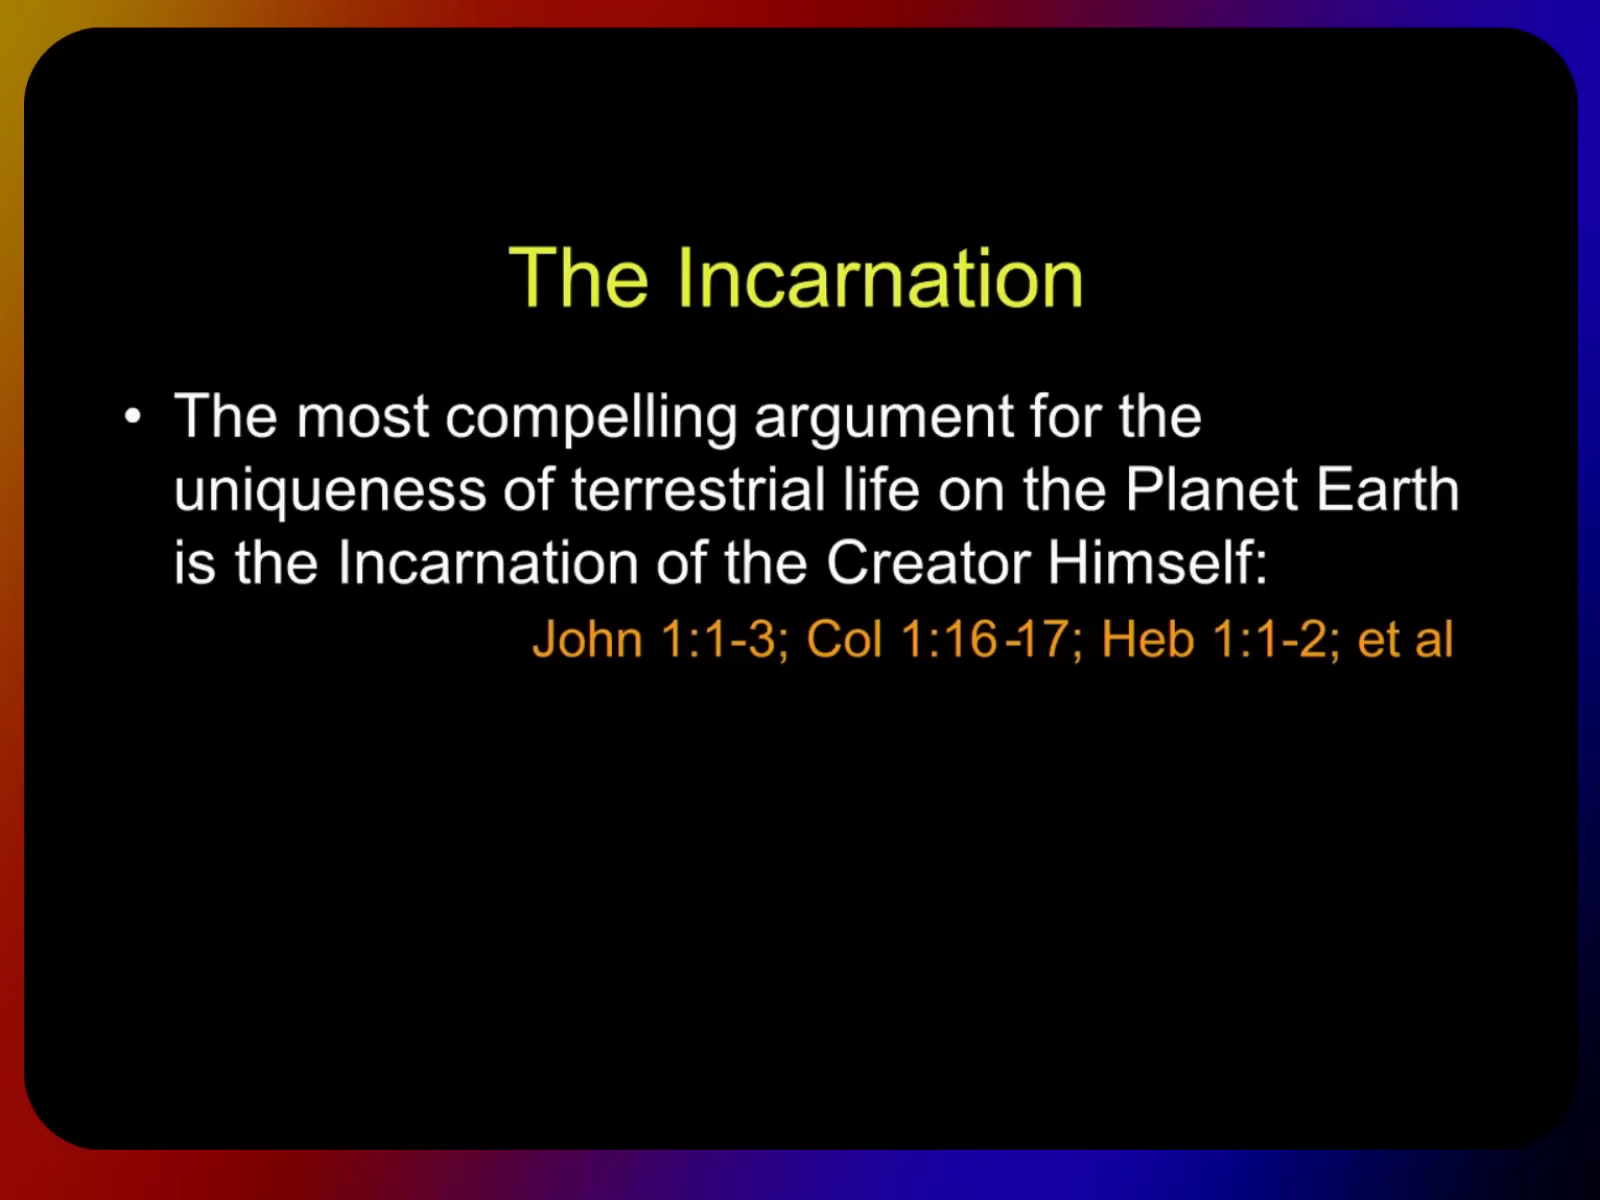 The Incarnation
• The most compelling argument for the
uniqueness of terrestrial life on the Planet Earth
is the Incarnation of the Creator Himself:
John 1:1-3; Col 1:16-17; Heb 1:1-2; et al